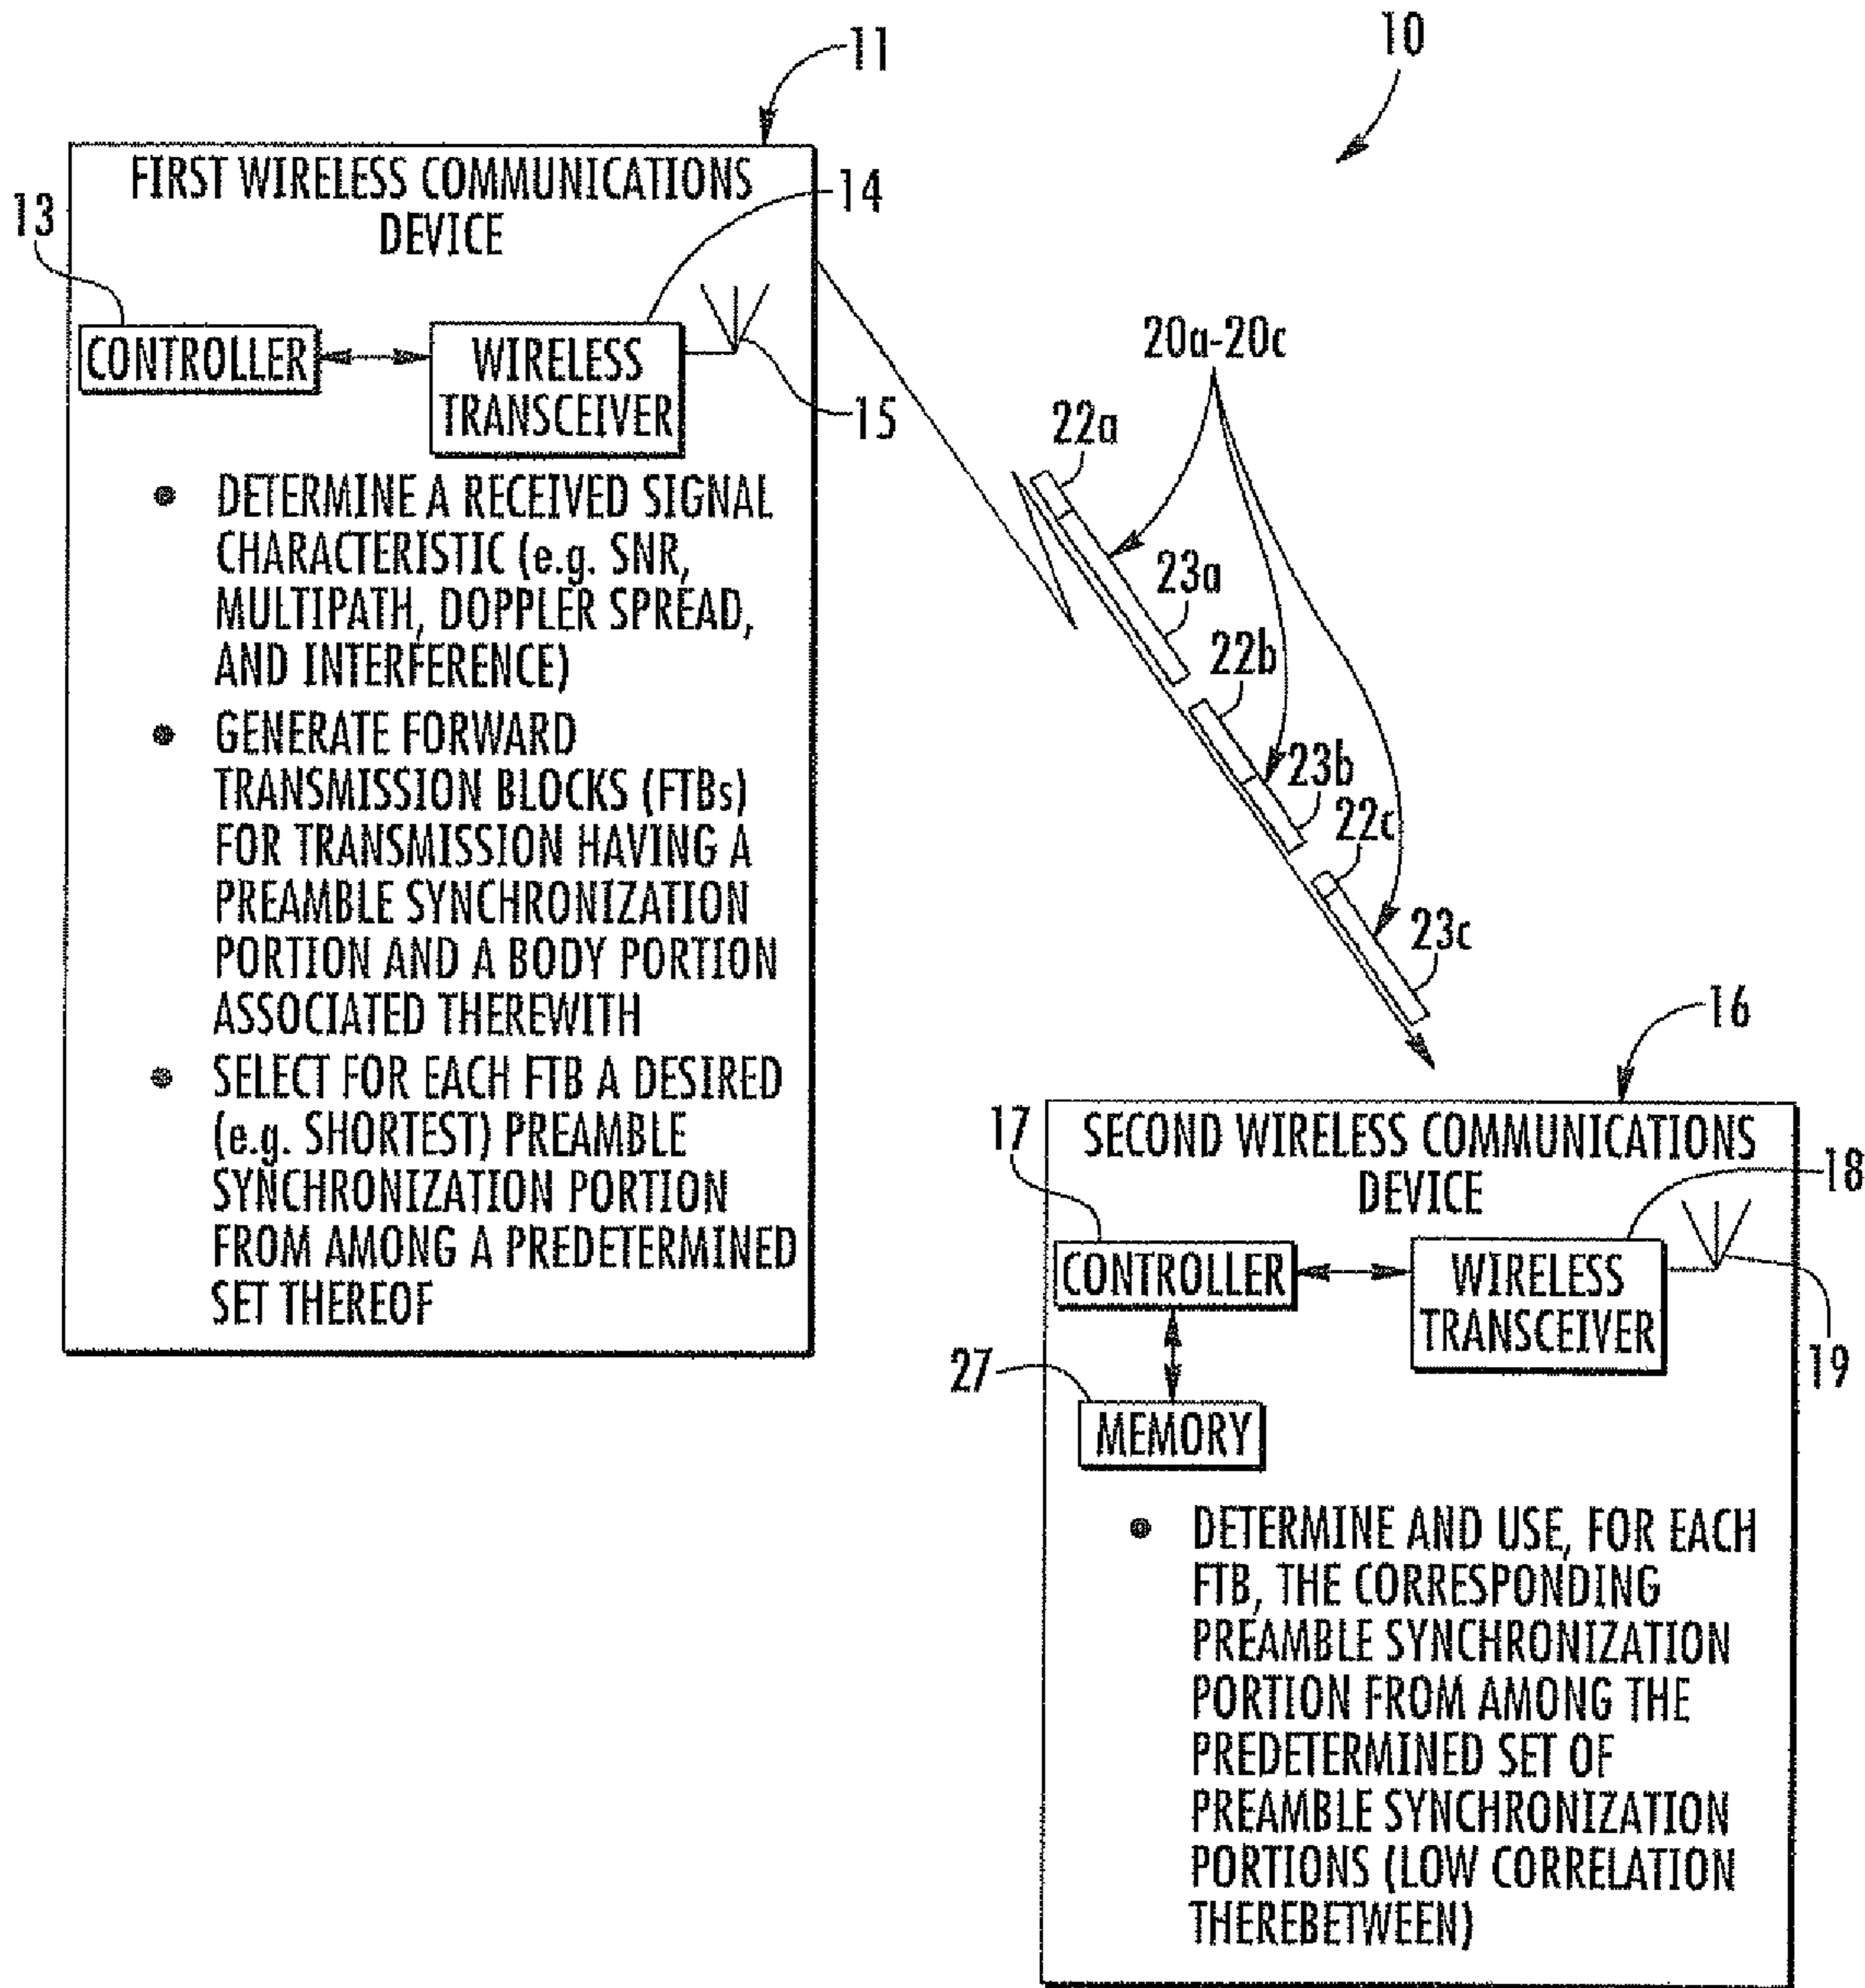 10
11
FIRST WIRELESS COMMUNICATIONS
DEVICE
13
14
CONTROLLER
WIRELESS
TRANSCEIVER
15
• DETERMINE A RECEIVED SIGNAL
CHARACTERISTIC (e.g. SNR,
MULTIPATH, DOPPLER SPREAD,
AND INTERFERENCE)
• GENERATE FORWARD
TRANSMISSION BLOCKS (FTBs)
FOR TRANSMISSION HAVING A
PREAMBLE SYNCHRONIZATION
PORTION AND A BODY PORTION
ASSOCIATED THEREWITH
• SELECT FOR EACH FTB A DESIRED
(e.g. SHORTEST) PREAMBLE
SYNCHRONIZATION PORTION
FROM AMONG A PREDETERMINED
SET THEREOF
20a-20c
22a
23a
22b
23b
22c
23c
16
SECOND WIRELESS COMMUNICATIONS
DEVICE
17
18
CONTROLLER
WIRELESS
TRANSCEIVER
19
27
MEMORY
• DETERMINE AND USE, FOR EACH
FTB, THE CORRESPONDING
PREAMBLE SYNCHRONIZATION
PORTION FROM AMONG THE
PREDETERMINED SET OF
PREAMBLE SYNCHRONIZATION
PORTIONS (LOW CORRELATION
THEREBETWEEN)